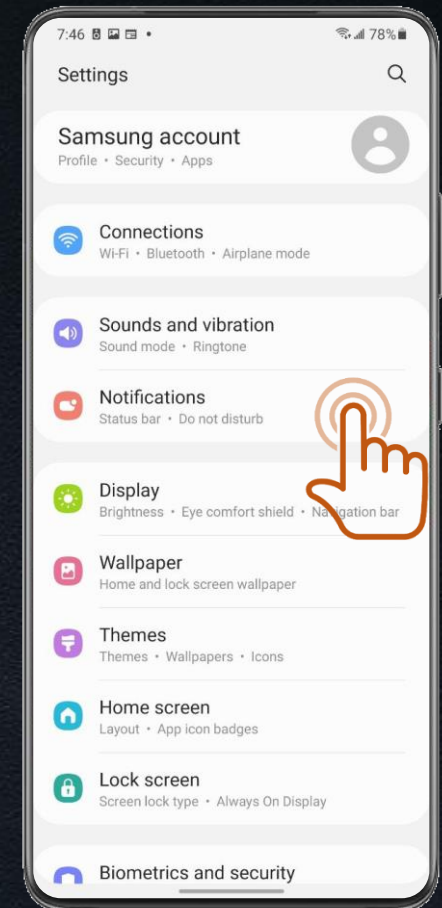 7:46 78%
Settings
Samsung account
Profile • Security • Apps
Connections
Wi-Fi • Bluetooth • Airplane mode
Sounds and vibration
Sound mode • Ringtone
Notifications
Status bar • Do not disturb
Display
Brightness • Eye comfort shield • Navigation bar
Wallpaper
Home and lock screen wallpaper
Themes
Themes • Wallpapers • Icons
Home screen
Layout • App icon badges
Lock screen
Screen lock type • Always On Display
Biometrics and security